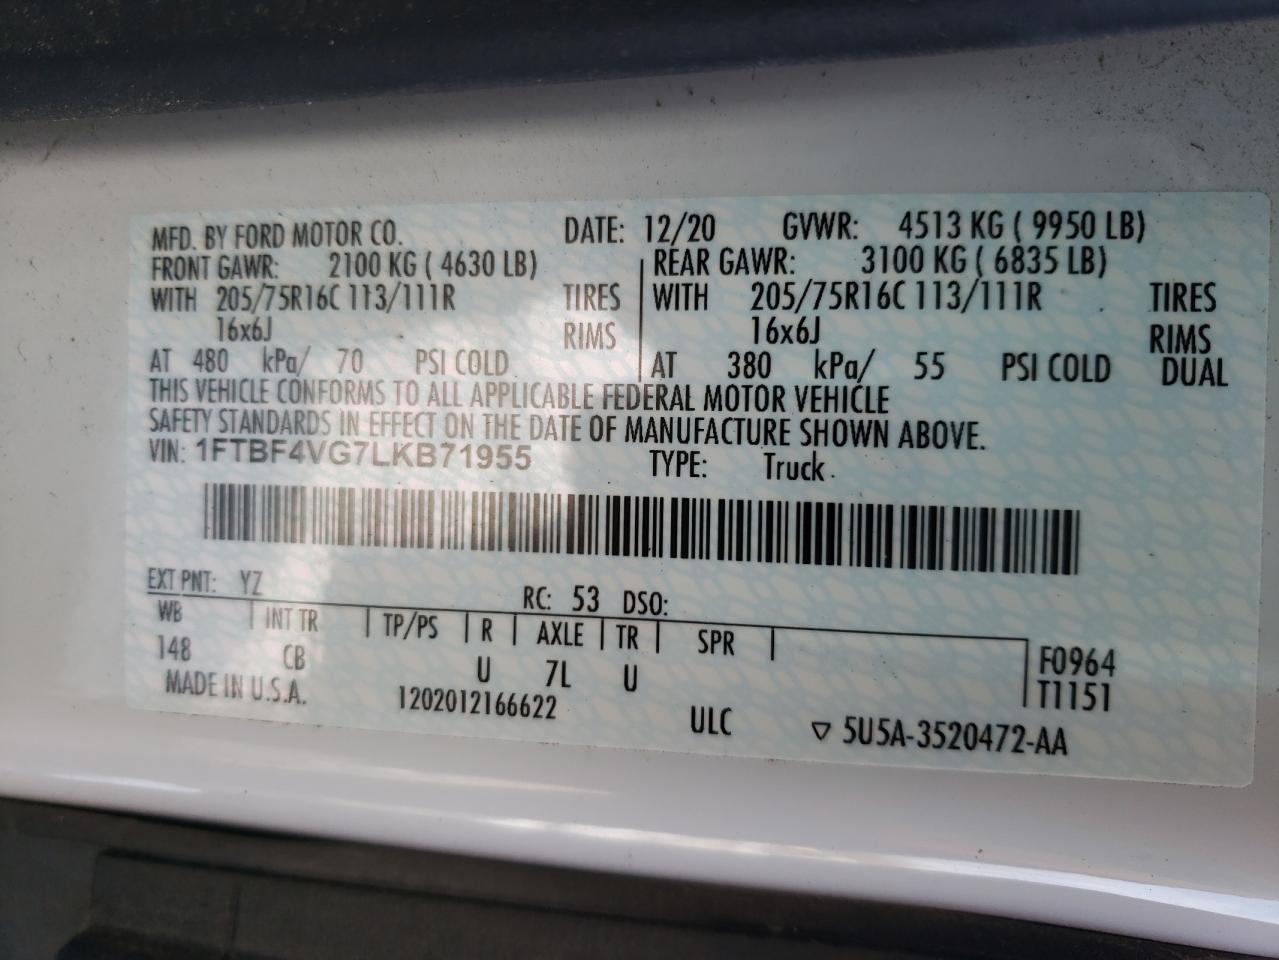 MFD. BY FORD MOTOR CO. DATE: 12/20 GVWR: 4513 KG ( 9950 LB)
FRONT GAWR: 2100 KG ( 4630 LB) REAR GAWR: 3100 KG ( 6835 LB)
WITH 205/75R16C 113/111R TIRES WITH 205/75R16C 113/111R TIRES
16x6J RIMS 16x6J RIMS
AT 480 kPa/ 70 PSI COLD AT 380 kPa/ 55 PSI COLD DUAL
THIS VEHICLE CONFORMS TO ALL APPLICABLE FEDERAL MOTOR VEHICLE
SAFETY STANDARDS IN EFFECT ON THE DATE OF MANUFACTURE SHOWN ABOVE.
VIN: 1FTBF4VG7LKB71955 TYPE: Truck
EXT PNT: YZ RC: 53 DSO:
WB INT TR TP/PS R AXLE TR SPR
148 CB U 7L U F0964
T1151
MADE IN U.S.A. 1202012166622 ULC ▽ 5U5A-3520472-AA